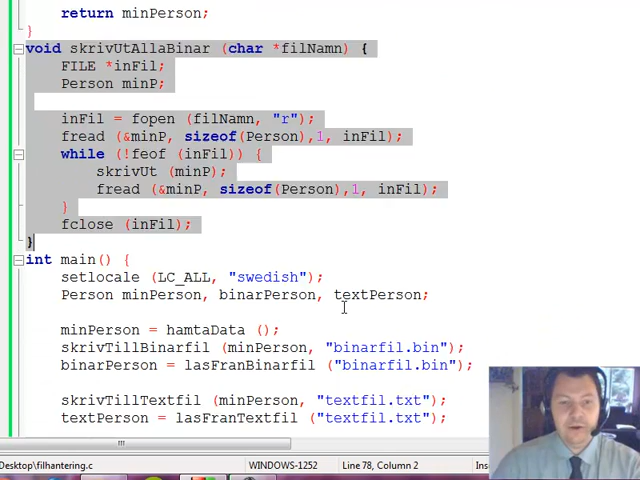 return minPerson;
}
void skrivUtAllaBinar (char *filNamn) {
FILE *inFil;
Person minP;
inFil = fopen (filNamn, "r");
fread (&minP, sizeof(Person),1, inFil);
while (!feof (inFil)) {
skrivUt (minP);
fread (&minP, sizeof(Person),1, inFil);
}
fclose (inFil);
}
int main() {
setlocale (LC_ALL, "swedish");
Person minPerson, binarPerson, textPerson;
minPerson = hamtaData ();
skrivTillBinarfil (minPerson, "binarfil.bin");
binarPerson = lasFranBinarfil ("binarfil.bin");
skrivTillTextfil (minPerson, "textfil.txt");
textPerson = lasFranTextfil ("textfil.txt");
Desktop\filhantering.c WINDOWS-1252 Line 78, Column 2 Inse